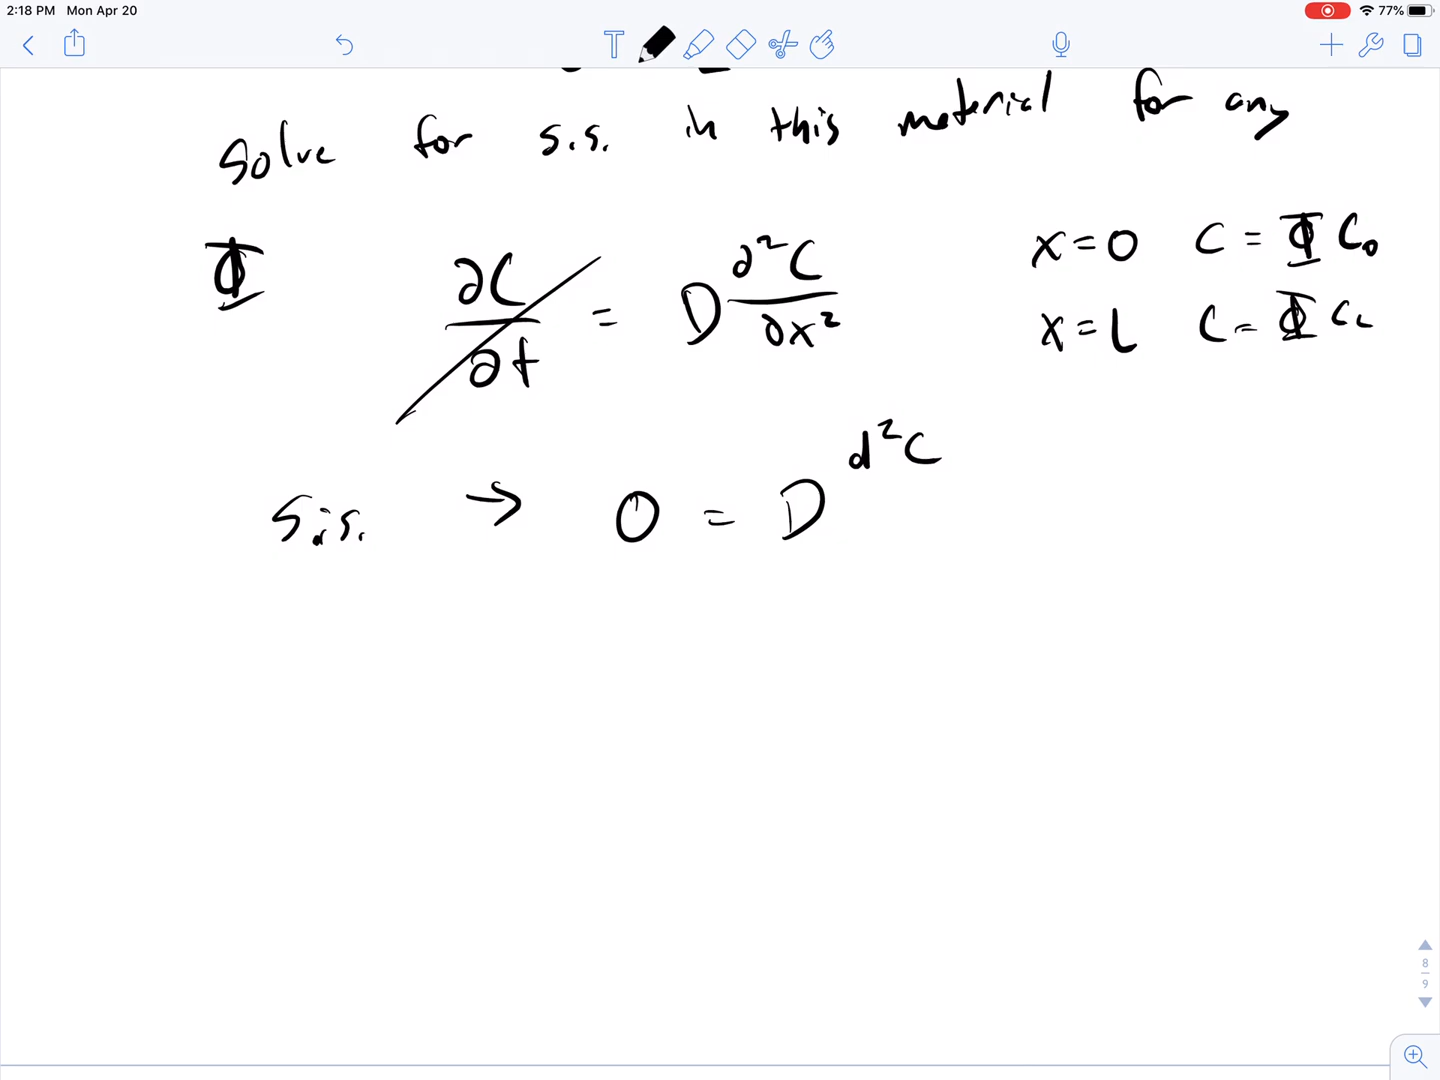 2:18 PM Mon Apr 20 77%
T
solve for s.s. in this material for any
Φ ∂C/∂t = D ∂²C/∂x²
x=0 C = Φ C₀
x=L C = Φ C_L
s.s. → 0 = D d²C
8
9